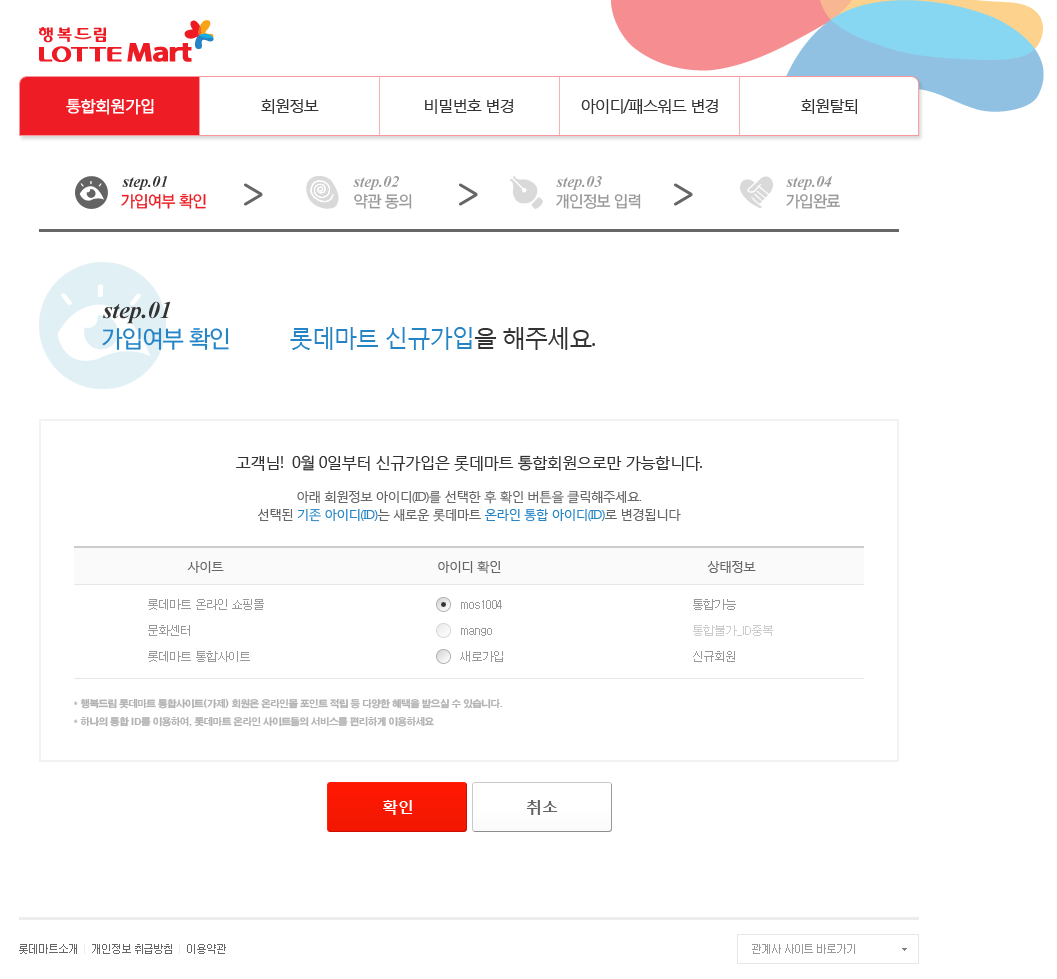 행복드림
LOTTE Mart
통합회원가입 회원정보 비밀번호 변경 아이디/패스워드 변경 회원탈퇴
step.01 step.02 step.03 step.04
가입여부 확인 > 약관 동의 > 개인정보 입력 > 가입완료
step.01
가입여부 확인 롯데마트 신규가입을 해주세요.
고객님! 0월 0일부터 신규가입은 롯데마트 통합회원으로만 가능합니다.
아래 회원정보 아이디(ID)를 선택한 후 확인 버튼을 클릭해주세요.
선택된 기존 아이디(ID)는 새로운 롯데마트 온라인 통합 아이디(ID)로 변경됩니다
사이트 아이디 확인 상태정보
롯데마트 온라인 쇼핑몰 mos1004 통합가능
문화센터 mango 통합불가_ID중복
롯데마트 통합사이트 새로가입 신규회원
• 행복드림 롯데마트 통합사이트(가제) 회원은 온라인몰 포인트 적립 등 다양한 혜택을 받으실 수 있습니다.
• 하나의 통합 ID를 이용하여, 롯데마트 온라인 사이트들의 서비스를 편리하게 이용하세요
확인 취소
롯데마트소개 | 개인정보 취급방침 | 이용약관 관계사 사이트 바로가기